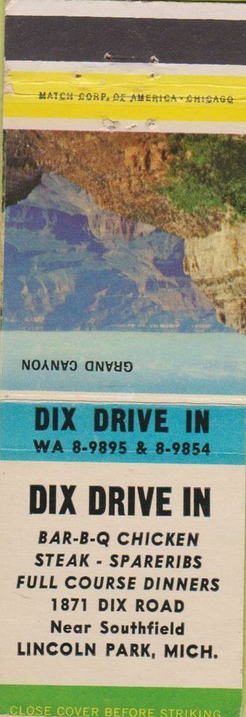 MATCH CORP. OF AMERICA - CHICAGO
GRAND CANYON
DIX DRIVE IN
WA 8-9895 & 8-9854
DIX DRIVE IN
BAR-B-Q CHICKEN
STEAK - SPARERIBS
FULL COURSE DINNERS
1871 DIX ROAD
Near Southfield
LINCOLN PARK, MICH.
CLOSE COVER BEFORE STRIKING